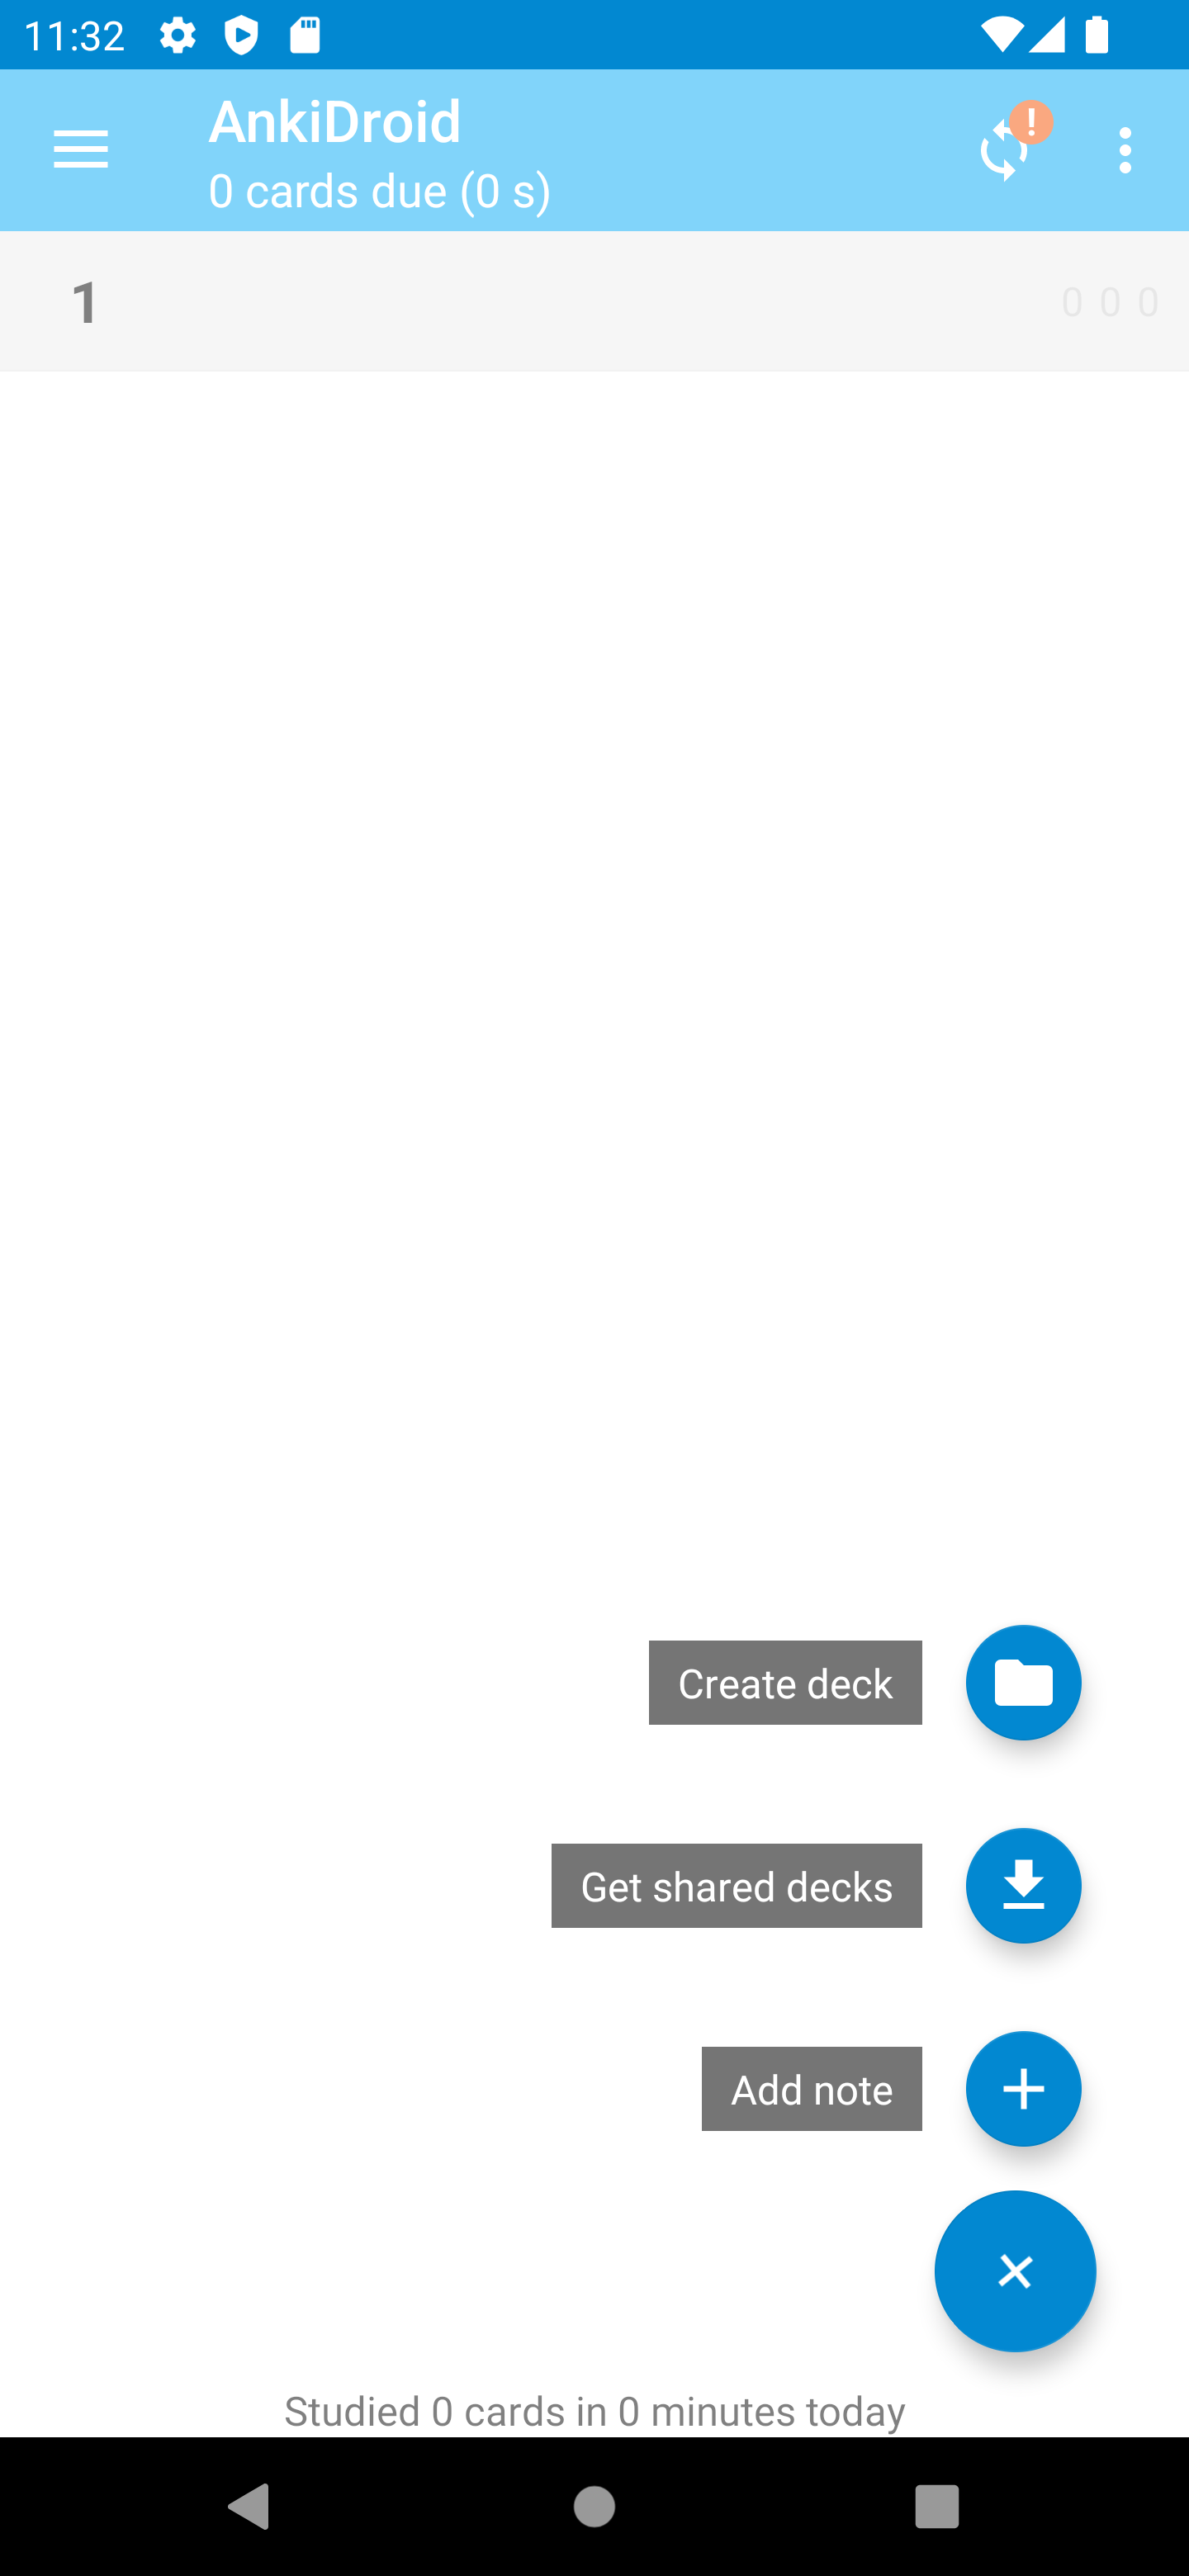 11:32
AnkiDroid
0 cards due (0 s)
!
1
0 0 0
Create deck
Get shared decks
Add note
Studied 0 cards in 0 minutes today